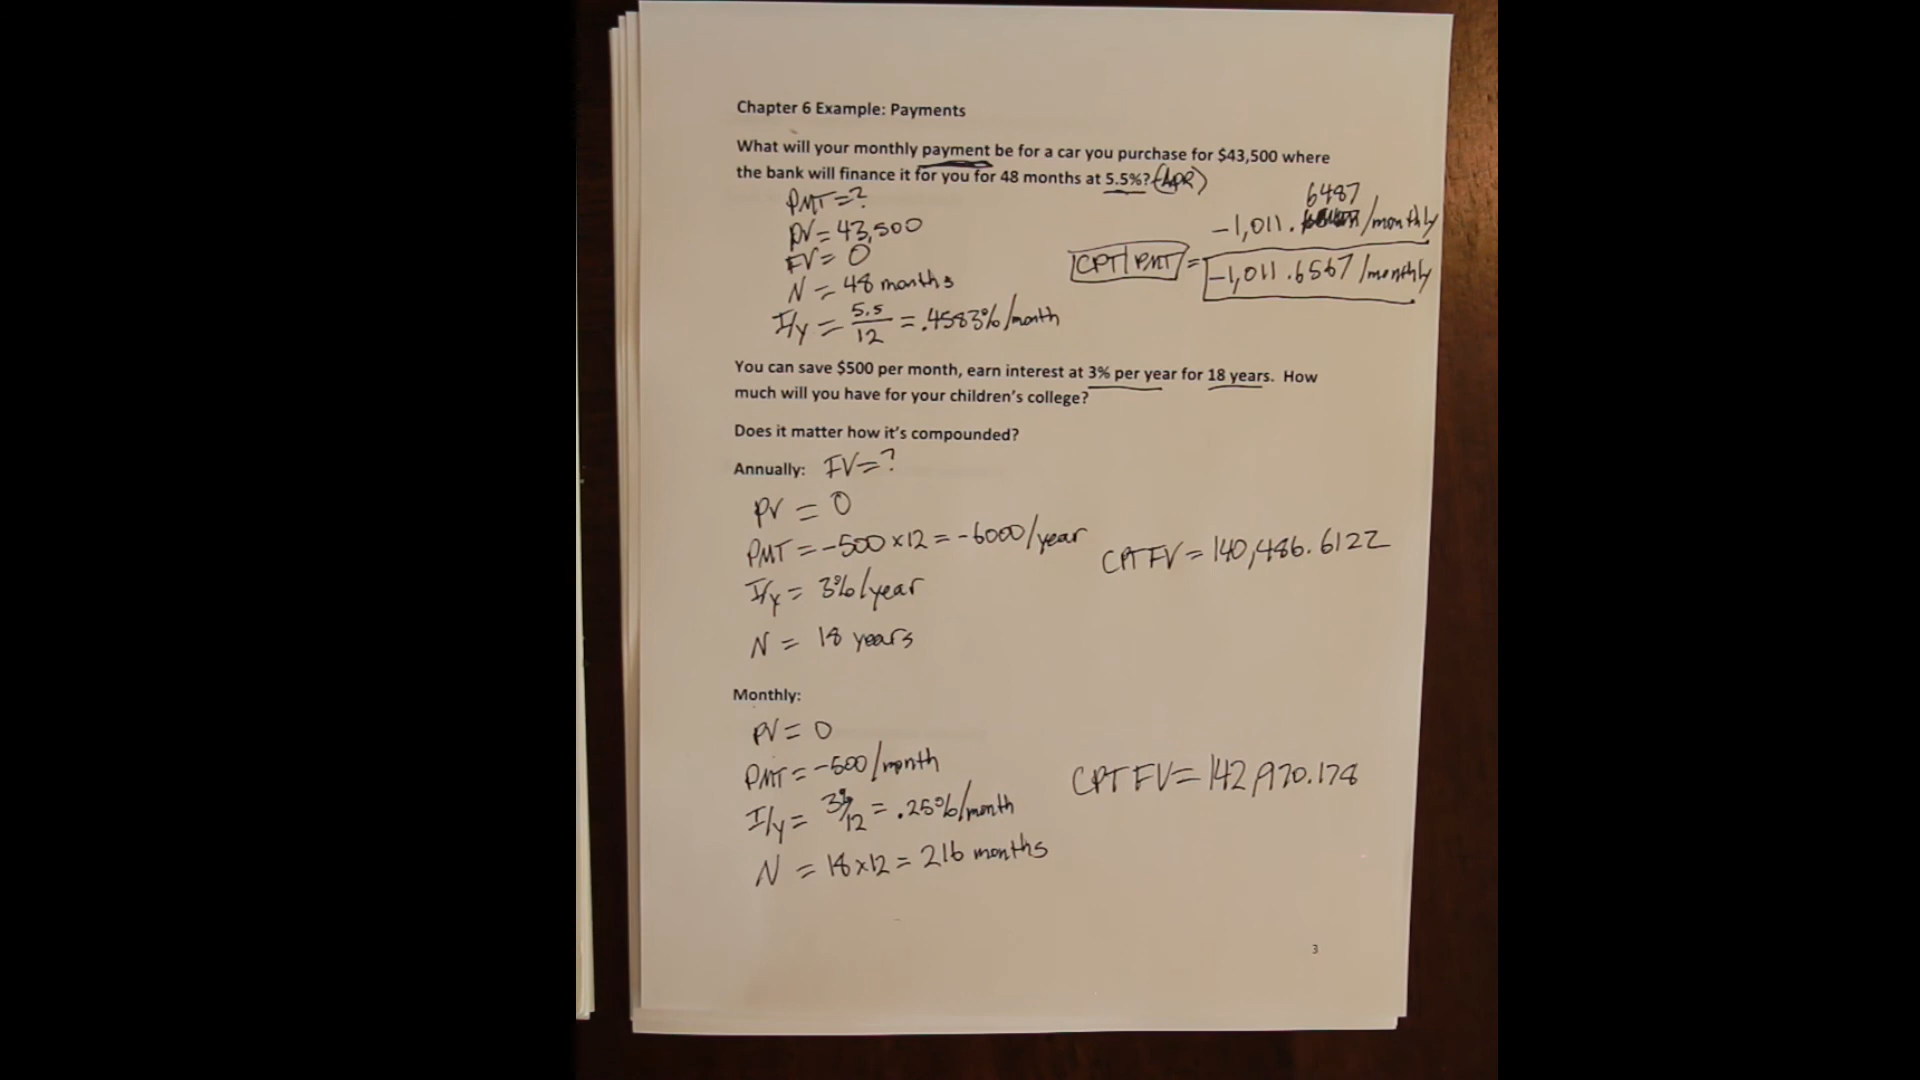 Chapter 6 Example: Payments
What will your monthly payment be for a car you purchase for $43,500 where
the bank will finance it for you for 48 months at 5.5%? (APR)
PMT = ?
PV = 43,500
FV = 0
N = 48 months
I/Y = 5.5/12 = .4583%/month
6487
-1,011. /monthly
CPT PMT = -1,011.6567/monthly
You can save $500 per month, earn interest at 3% per year for 18 years. How
much will you have for your children's college?
Does it matter how it's compounded?
Annually: FV = ?
PV = 0
PMT = -500 x 12 = -6000/year
CPT FV = 140,486.6122
I/Y = 3%/year
N = 18 years
Monthly:
PV = 0
PMT = -500/month
CPT FV = 142,970.178
I/Y = 3%/12 = .25%/month
N = 18 x 12 = 216 months
3